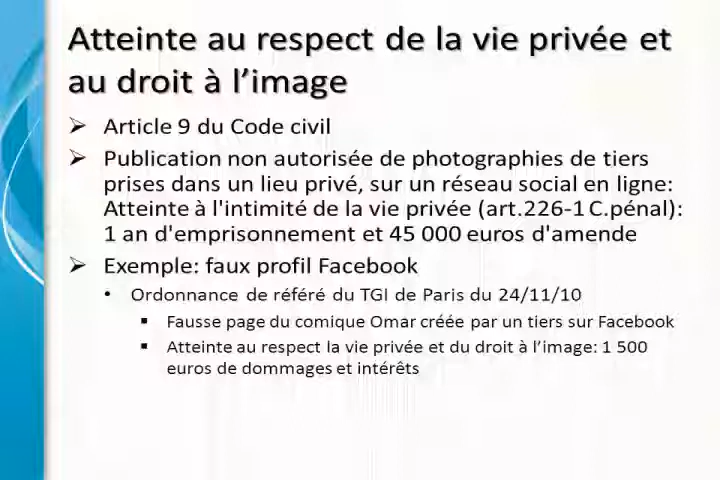 Atteinte au respect de la vie privée et
au droit à l’image
➢ Article 9 du Code civil
➢ Publication non autorisée de photographies de tiers
prises dans un lieu privé, sur un réseau social en ligne:
Atteinte à l'intimité de la vie privée (art.226-1 C.pénal):
1 an d'emprisonnement et 45 000 euros d'amende
➢ Exemple: faux profil Facebook
• Ordonnance de référé du TGI de Paris du 24/11/10
▪ Fausse page du comique Omar créée par un tiers sur Facebook
▪ Atteinte au respect la vie privée et du droit à l’image: 1 500
euros de dommages et intérêts